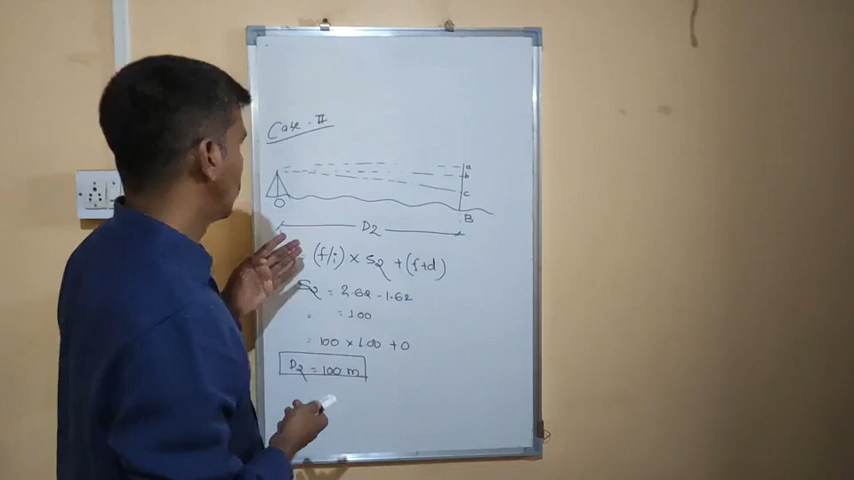 Case - II
a
b
c
O
B
D2
= (f/i) × S2 + (f+d)
S2 = 2.62 - 1.62
= 1.00
= 100 × 1.00 + 0
D2 = 100 m